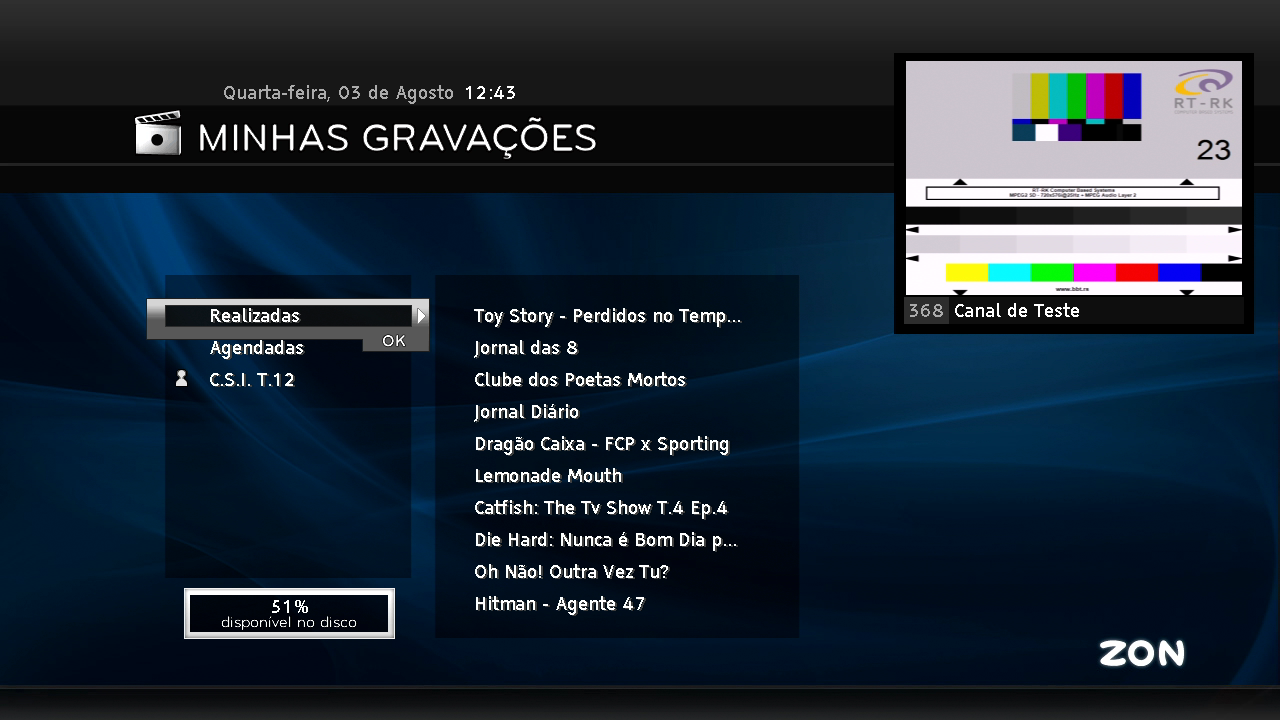 Quarta-feira, 03 de Agosto 12:43
MINHAS GRAVAÇÕES
RT-RK
COMPUTER BASED SYSTEMS
23
RT-RK Computer Based Systems
MPEG2 SD - 720x576i@25Hz • MPEG Audio Layer 2
www.bbt.rs
368 Canal de Teste
Realizadas
OK
Agendadas
C.S.I. T.12
51%
disponível no disco
Toy Story - Perdidos no Temp...
Jornal das 8
Clube dos Poetas Mortos
Jornal Diário
Dragão Caixa - FCP x Sporting
Lemonade Mouth
Catfish: The Tv Show T.4 Ep.4
Die Hard: Nunca é Bom Dia p...
Oh Não! Outra Vez Tu?
Hitman - Agente 47
ZON